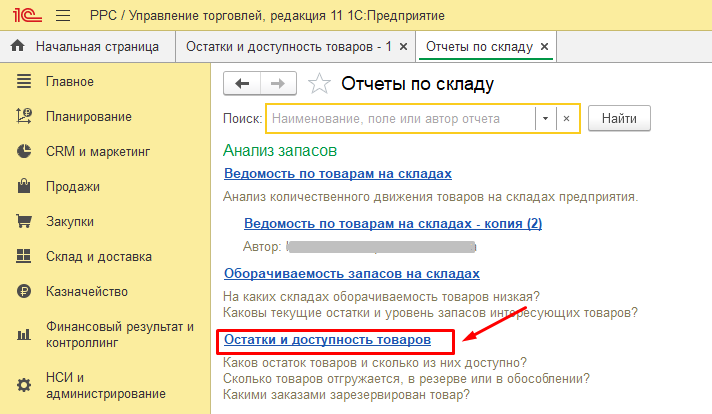 1С РРС / Управление торговлей, редакция 11 1С:Предприятие
Начальная страница Остатки и доступность товаров - 1 × Отчеты по складу ×
Главное
Планирование
CRM и маркетинг
Продажи
Закупки
Склад и доставка
Казначейство
Финансовый результат и
контроллинг
НСИ и
администрирование
Отчеты по складу
Поиск: Наименование, поле или автор отчета × Найти
Анализ запасов
Ведомость по товарам на складах
Анализ количественного движения товаров на складах предприятия.
Ведомость по товарам на складах - копия (2)
Автор:
Оборачиваемость запасов на складах
На каких складах оборачиваемость товаров низкая?
Каковы текущие остатки и уровень запасов интересующих товаров?
Остатки и доступность товаров
Каков остаток товаров и сколько из них доступно?
Сколько товаров отгружается, в резерве или в обособлении?
Какими заказами зарезервирован товар?